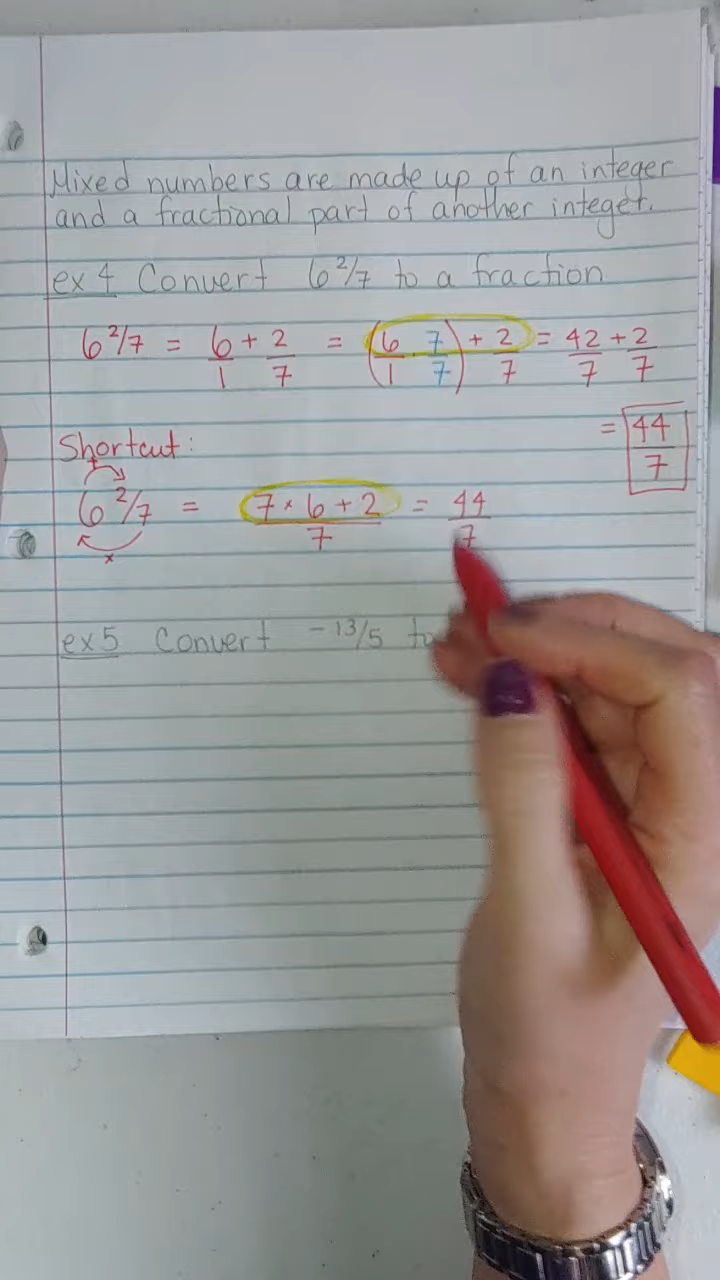 Mixed numbers are made up of an integer
and a fractional part of another integer.
ex 4 Convert 6 2/7 to a fraction
6 2/7 = 6/1 + 2/7 = (6/1 · 7/7) + 2/7 = 42/7 + 2/7
= 44/7
Shortcut:
+
6 2/7 = 7 × 6 + 2 / 7 = 44/7
×
ex 5 Convert -13/5 to